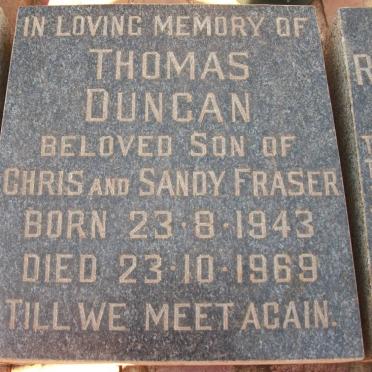 IN LOVING MEMORY OF
THOMAS
DUNCAN
BELOVED SON OF
CHRIS AND SANDY FRASER
BORN 23·8·1943
DIED 23·10·1969
TILL WE MEET AGAIN.